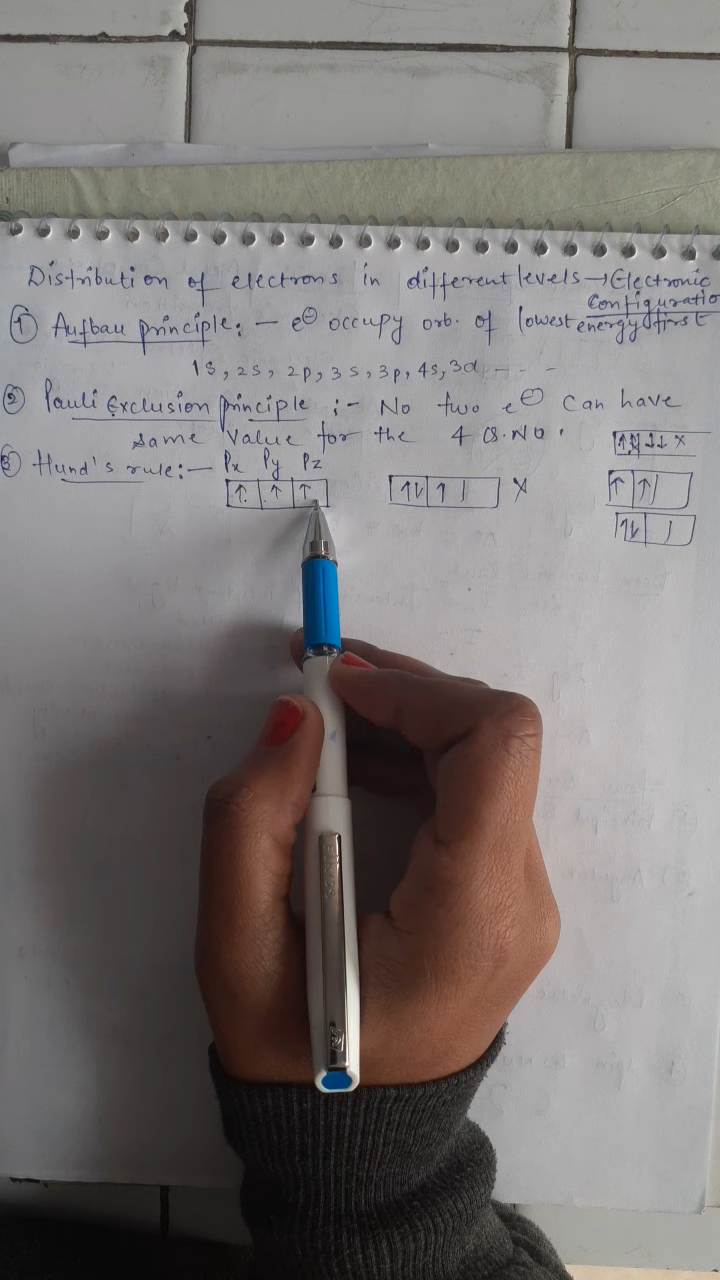 Distribution of electrons in different levels → Electronic
Configuratio
① Aufbau principle: – e⊖ occupy orb. of lowest energy first
1s, 2s, 2p, 3s, 3p, 4s, 3d - - - -
② Pauli Exclusion principle :- No two e⊖ can have
same value for the 4 Q.NO.
↑↓ ↓↓ x
③ Hund's rule:– Px Py Pz
↑ ↑ ↑
↑↓ ↑ x
↑ ↑
↑↓